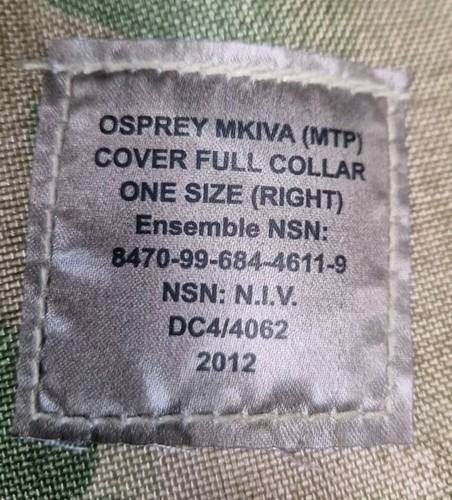 OSPREY MKIVA (MTP)
COVER FULL COLLAR
ONE SIZE (RIGHT)
Ensemble NSN:
8470-99-684-4611-9
NSN: N.I.V.
DC4/4062
2012